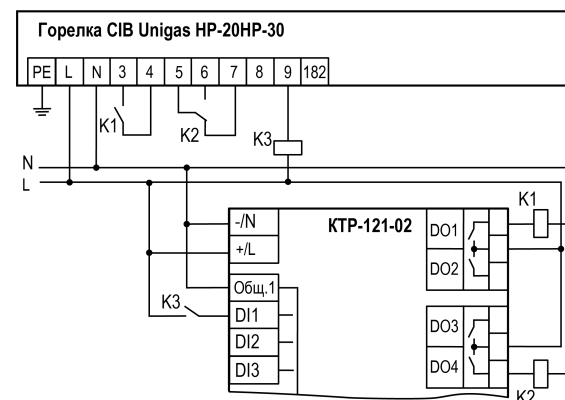 Горелка CIB Unigas HP-20HP-30
PE L N 3 4 5 6 7 8 9 182
K1 K2 K3
N
L
K1
-/N КТР-121-02 DO1
+/L DO2
Общ.1
K3 DI1 DO3
DI2
DI3 DO4
K2